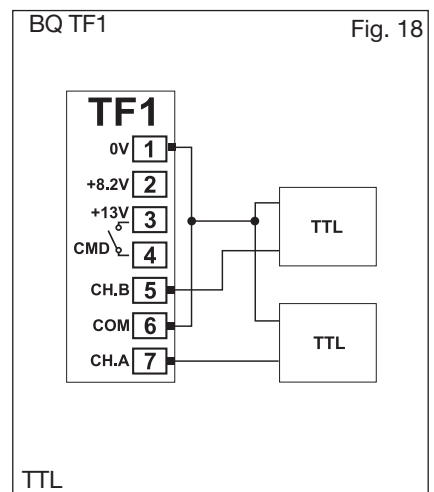 BQ TF1
Fig. 18
TF1
0V 1
+8.2V 2
+13V 3
CMD 4
CH.B 5
COM 6
CH.A 7
TTL
TTL
TTL